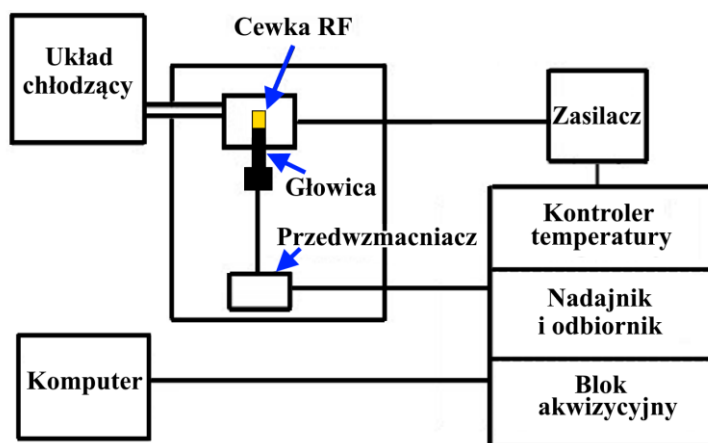 Cewka RF
Układ
chłodzący
Zasilacz
Głowica
Kontroler
temperatury
Przedwzmacniacz
Nadajnik
i odbiornik
Komputer
Blok
akwizycyjny